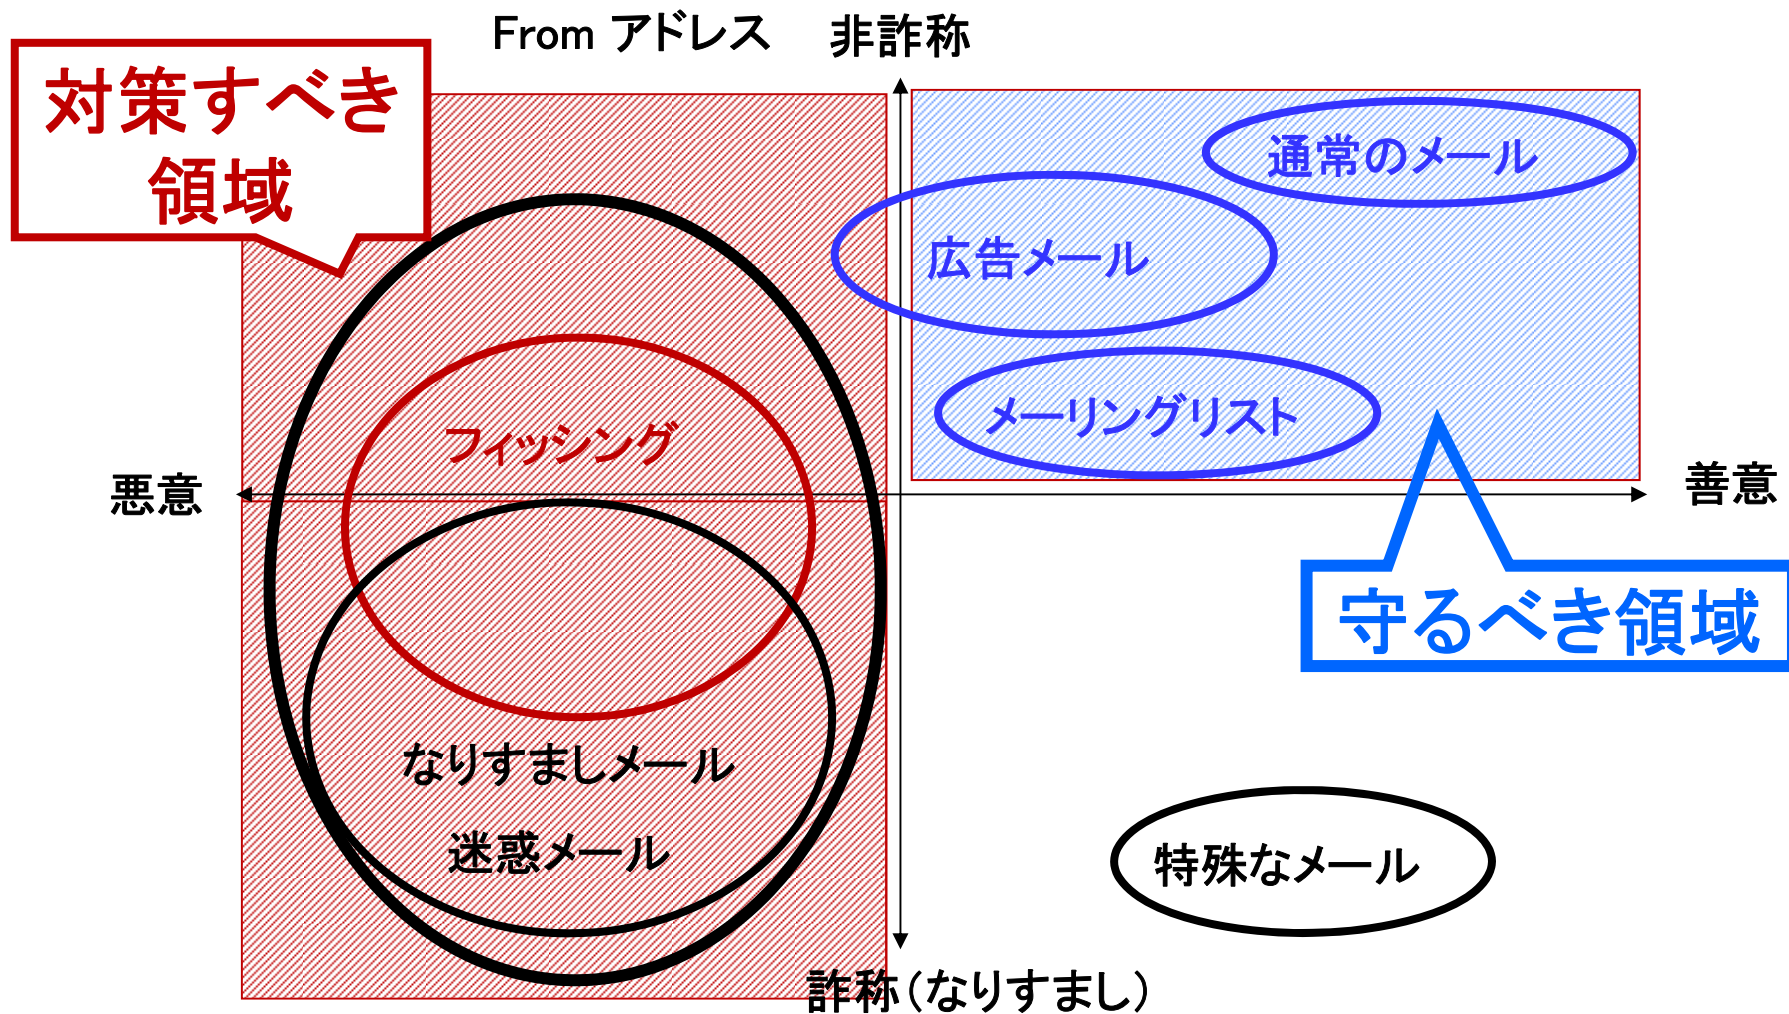 From アドレス
非詐称
対策すべき
領域
通常のメール
広告メール
メーリングリスト
フィッシング
悪意
善意
守るべき領域
なりすましメール
迷惑メール
特殊なメール
詐称(なりすまし)